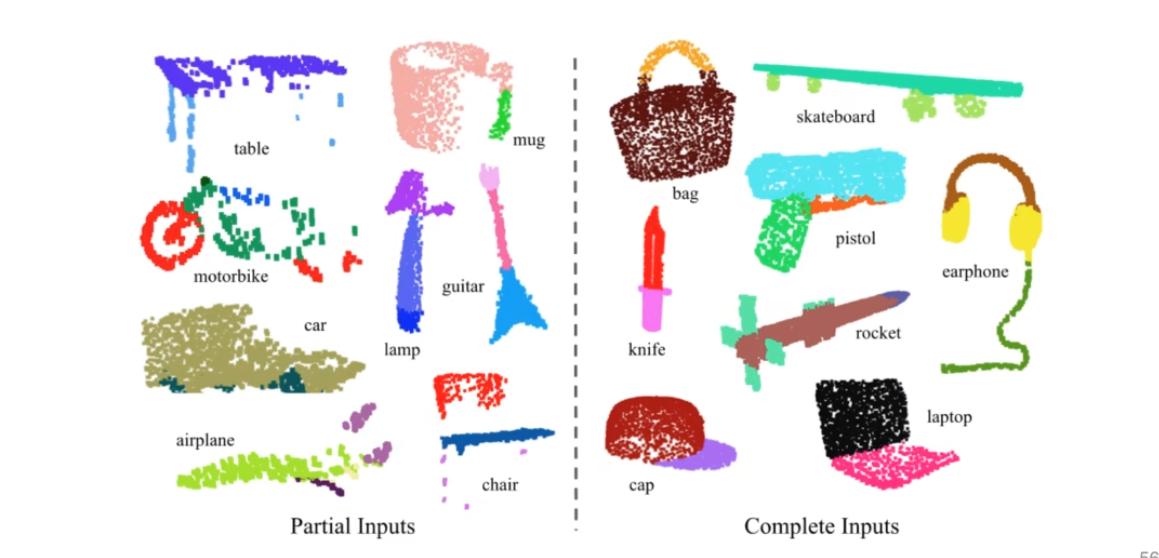 table
mug
motorbike
guitar
car
lamp
airplane
chair
Partial Inputs
skateboard
bag
pistol
earphone
knife
rocket
laptop
cap
Complete Inputs
56